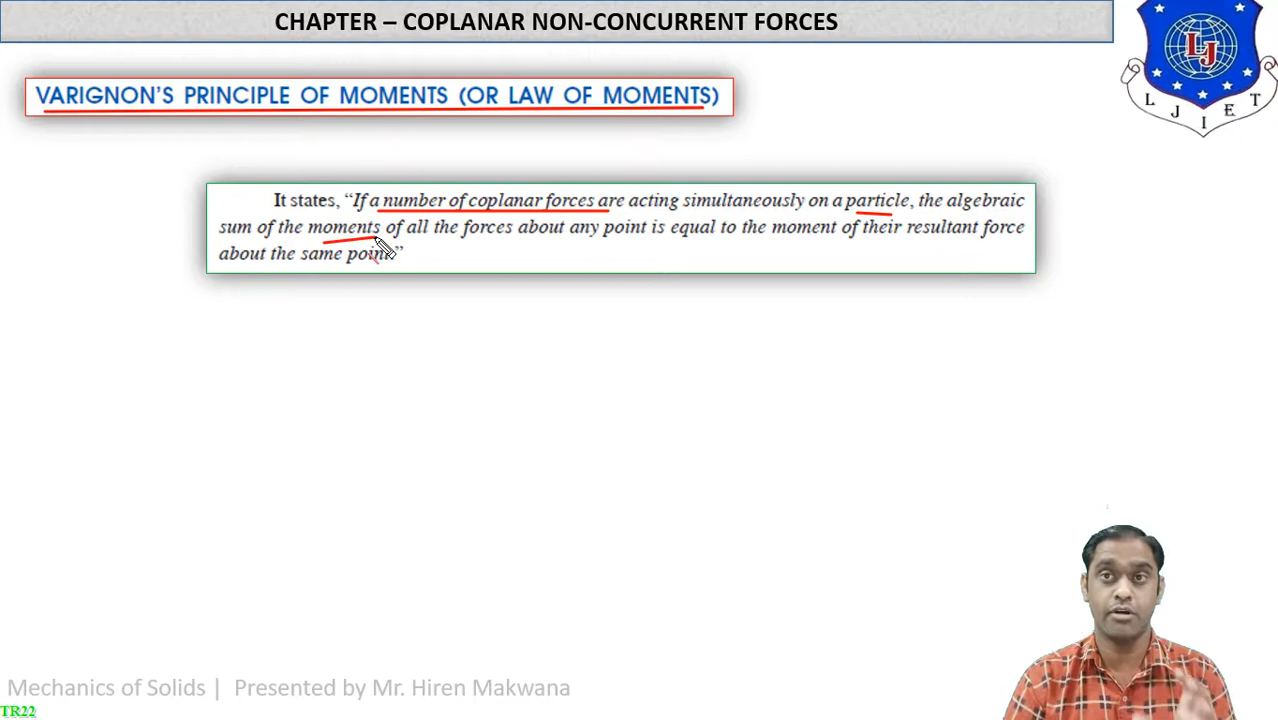 CHAPTER – COPLANAR NON-CONCURRENT FORCES
LJ
L J I E T
VARIGNON'S PRINCIPLE OF MOMENTS (OR LAW OF MOMENTS)
It states, “If a number of coplanar forces are acting simultaneously on a particle, the algebraic
sum of the moments of all the forces about any point is equal to the moment of their resultant force
about the same point”
Mechanics of Solids | Presented by Mr. Hiren Makwana
TR22